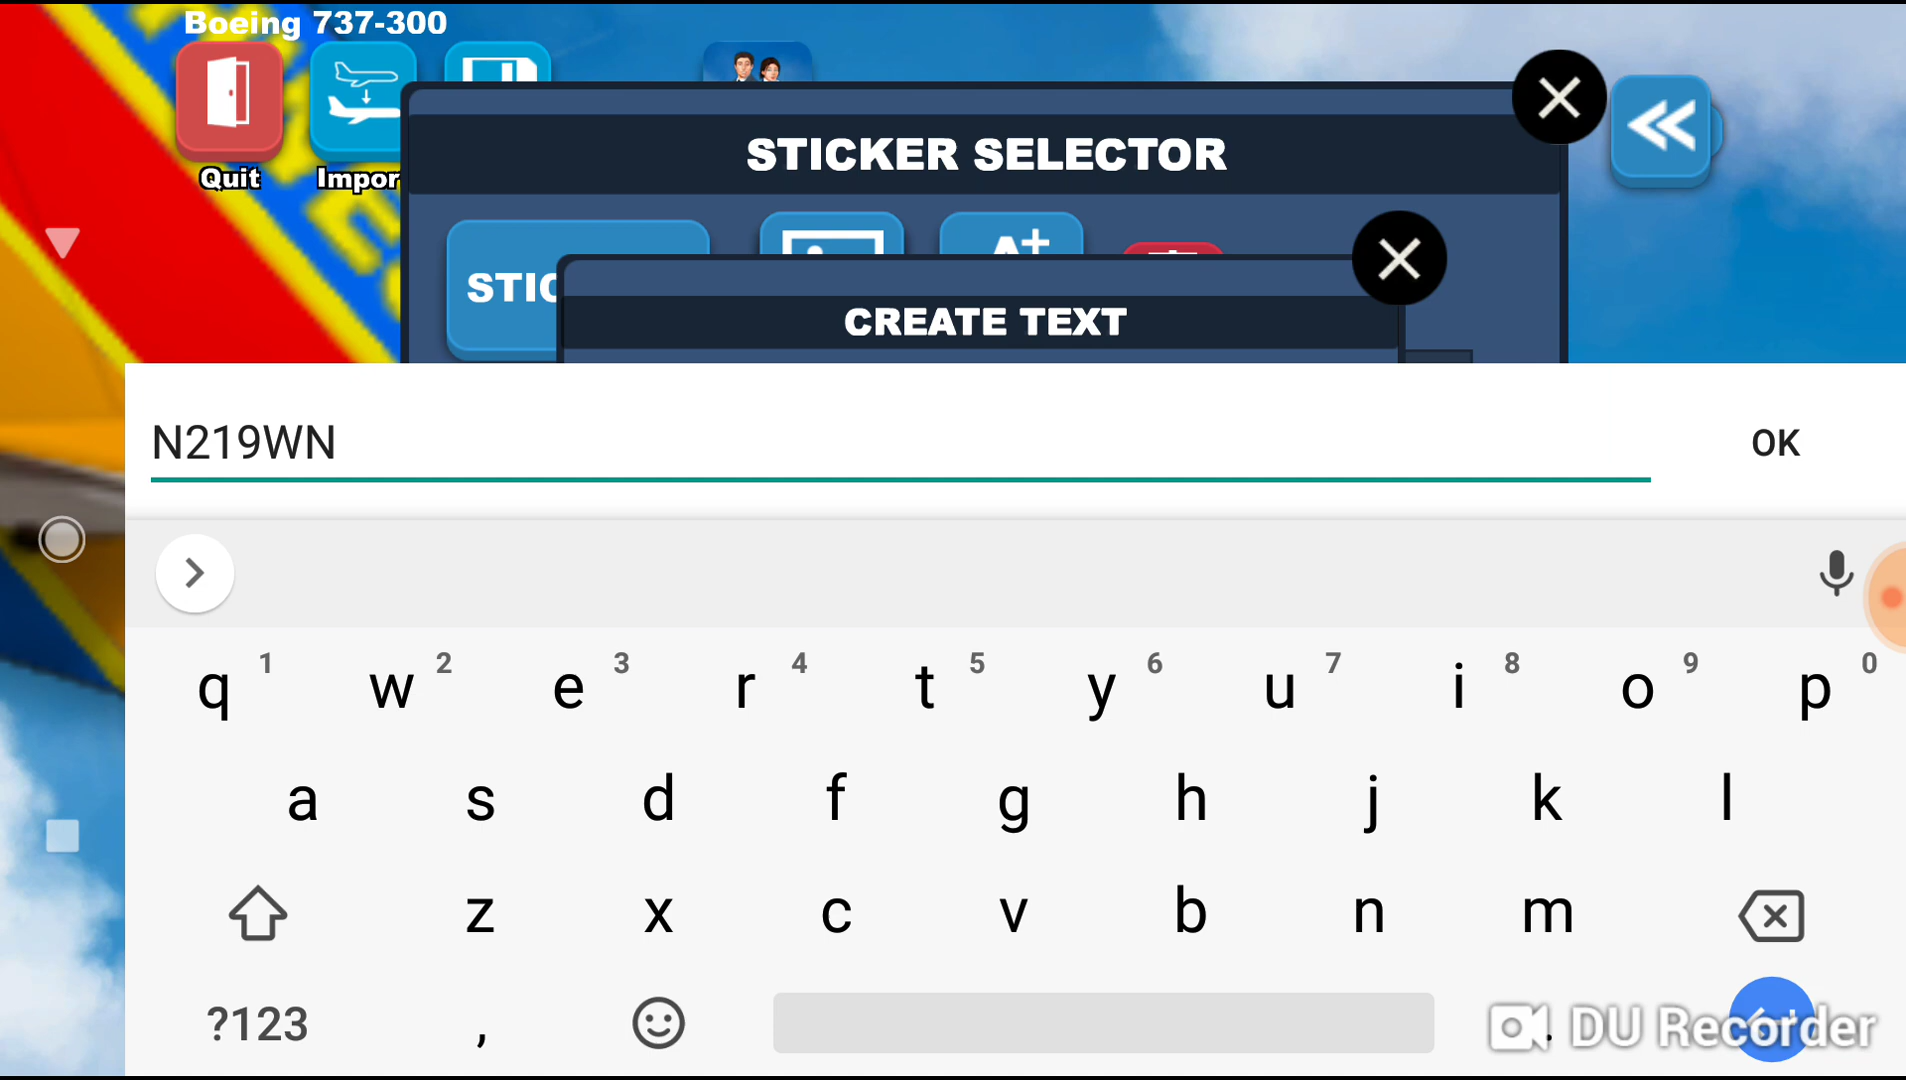 Boeing 737-300
Quit
Impor
STICKER SELECTOR
STIC
A+
CREATE TEXT
N219WN
OK
q 1 w 2 e 3 r 4 t 5 y 6 u 7 i 8 o 9 p 0
a s d f g h j k l
z x c v b n m
?123 , .
DU Recorder